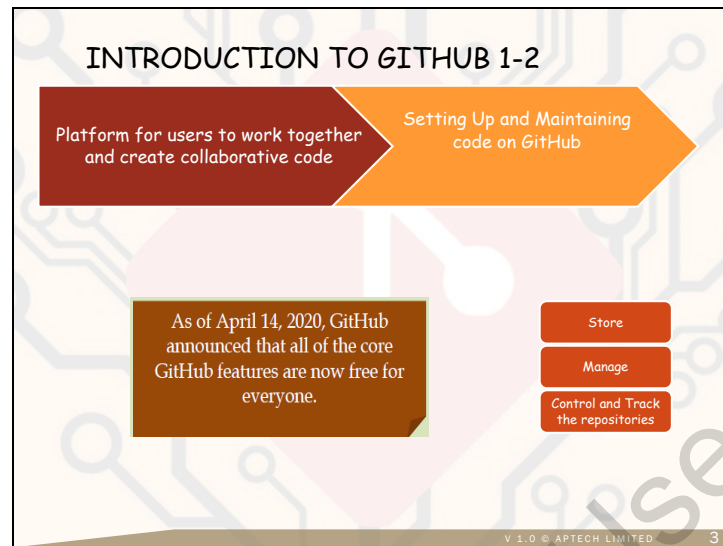 INTRODUCTION TO GITHUB 1-2
Platform for users to work together
and create collaborative code
Setting Up and Maintaining
code on GitHub
As of April 14, 2020, GitHub
announced that all of the core
GitHub features are now free for
everyone.
Store
Manage
Control and Track
the repositories
V 1.0 © APTECH LIMITED
3